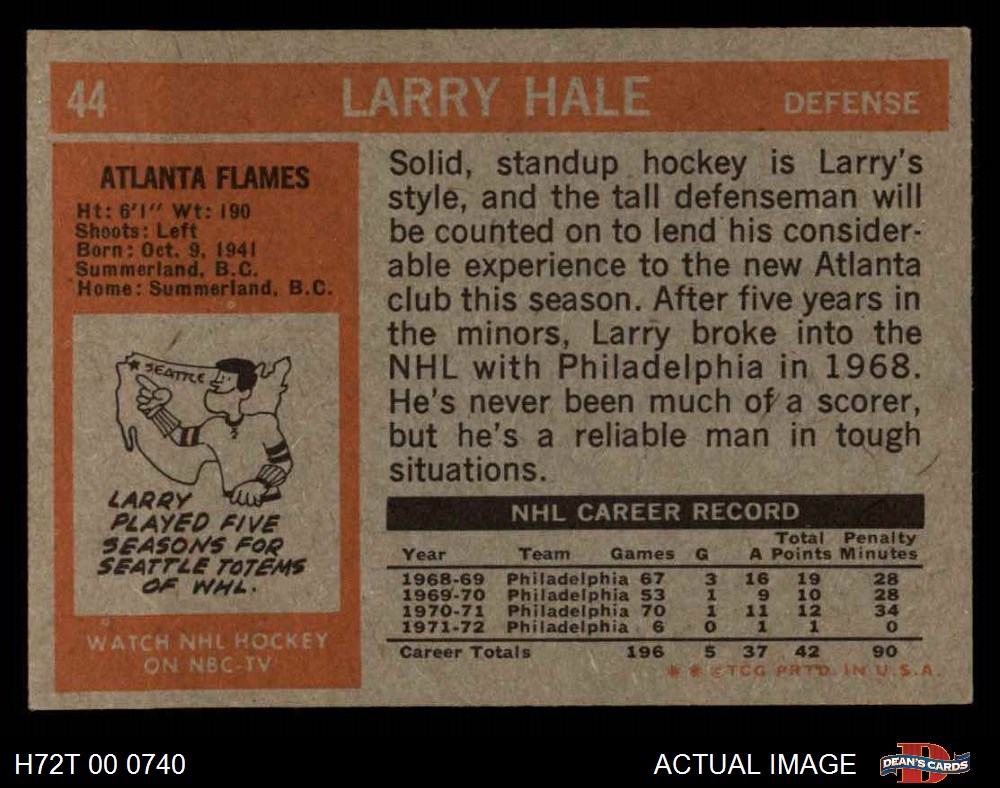 44 LARRY HALE DEFENSE
ATLANTA FLAMES
Ht: 6'1" Wt: 190
Shoots: Left
Born: Oct. 9, 1941
Summerland, B.C.
Home: Summerland, B.C.
* SEATTLE
LARRY
PLAYED FIVE
SEASONS FOR
SEATTLE TOTEMS
OF WHL.
WATCH NHL HOCKEY
ON NBC-TV
Solid, standup hockey is Larry's
style, and the tall defenseman will
be counted on to lend his consider-
able experience to the new Atlanta
club this season. After five years in
the minors, Larry broke into the
NHL with Philadelphia in 1968.
He's never been much of a scorer,
but he's a reliable man in tough
situations.
NHL CAREER RECORD
Total Penalty
Year Team Games G A Points Minutes
1968-69 Philadelphia 67 3 16 19 28
1969-70 Philadelphia 53 1 9 10 28
1970-71 Philadelphia 70 1 11 12 34
1971-72 Philadelphia 6 0 1 1 0
Career Totals 196 5 37 42 90
* * © TCG PRTD. IN U.S.A.
H72T 00 0740
ACTUAL IMAGE
D
DEAN'S CARDS